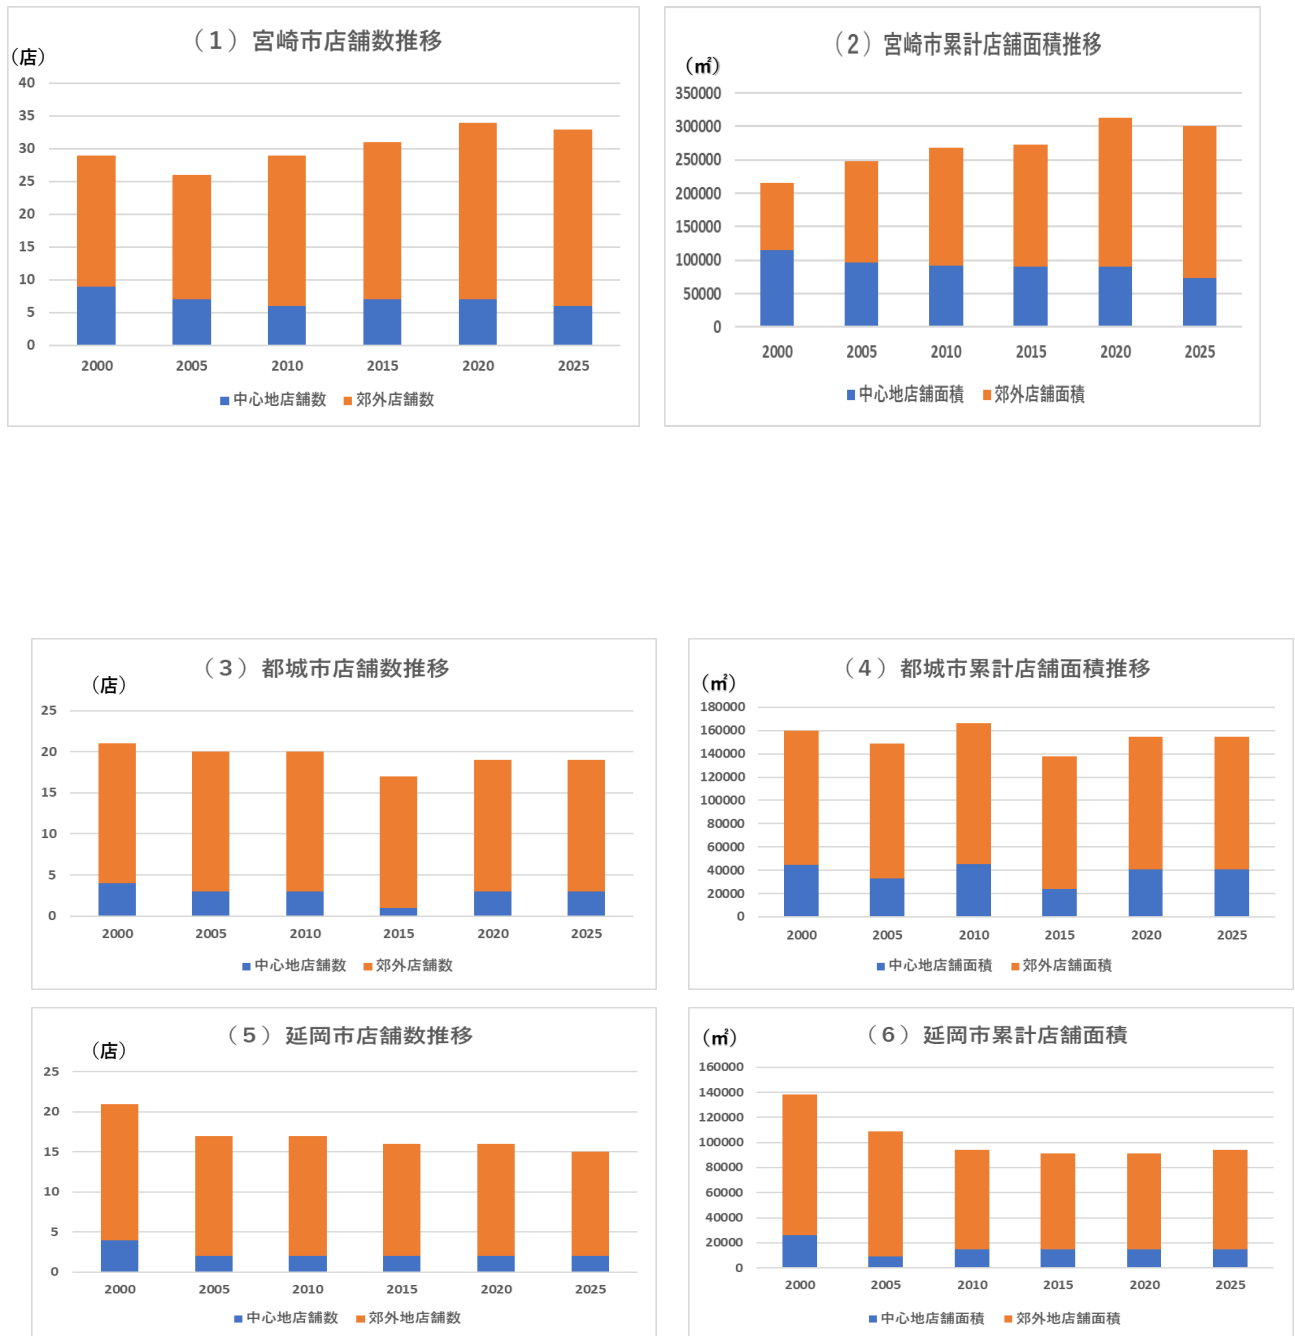 （1）宮崎市店舗数推移
（店）
40
35
30
25
20
15
10
5
0
2000 2005 2010 2015 2020 2025
■中心地店舗数 ■郊外店舗数
（2）宮崎市累計店舗面積推移
（㎡）
350000
300000
250000
200000
150000
100000
50000
0
2000 2005 2010 2015 2020 2025
■中心地店舗面積 ■郊外店舗面積
（3）都城市店舗数推移
（店）
25
20
15
10
5
0
2000 2005 2010 2015 2020 2025
■中心地店舗数 ■郊外店舗数
（4）都城市累計店舗面積推移
（㎡）
180000
160000
140000
120000
100000
80000
60000
40000
20000
0
2000 2005 2010 2015 2020 2025
■中心地店舗面積 ■郊外店舗面積
（5）延岡市店舗数推移
（店）
25
20
15
10
5
0
2000 2005 2010 2015 2020 2025
■中心地店舗数 ■郊外地店舗数
（6）延岡市累計店舗面積
（㎡）
160000
140000
120000
100000
80000
60000
40000
20000
0
2000 2005 2010 2015 2020 2025
■中心地店舗面積 ■郊外地店舗面積